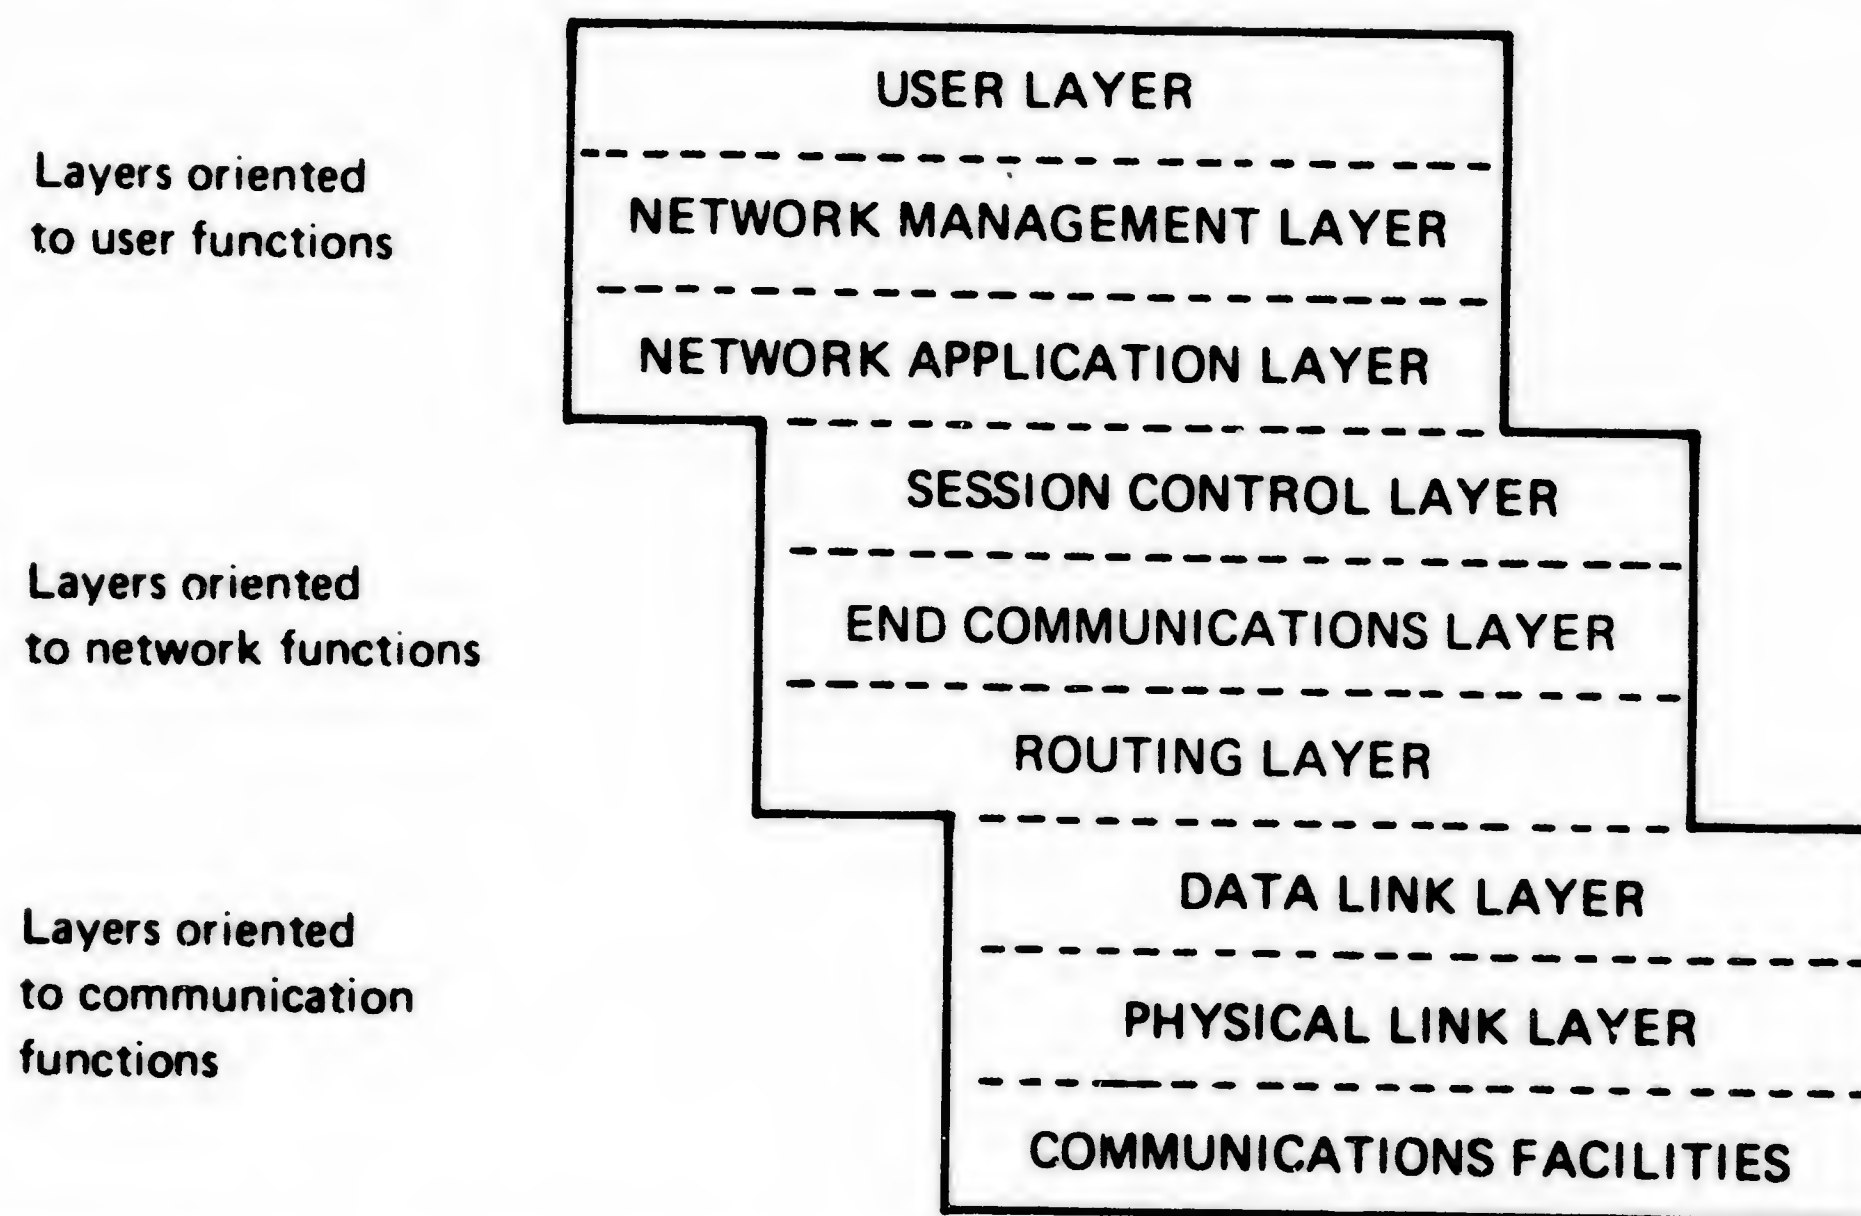 USER LAYER
Layers oriented
to user functions
NETWORK MANAGEMENT LAYER
NETWORK APPLICATION LAYER
SESSION CONTROL LAYER
Layers oriented
to network functions
END COMMUNICATIONS LAYER
ROUTING LAYER
DATA LINK LAYER
Layers oriented
to communication
functions
PHYSICAL LINK LAYER
COMMUNICATIONS FACILITIES